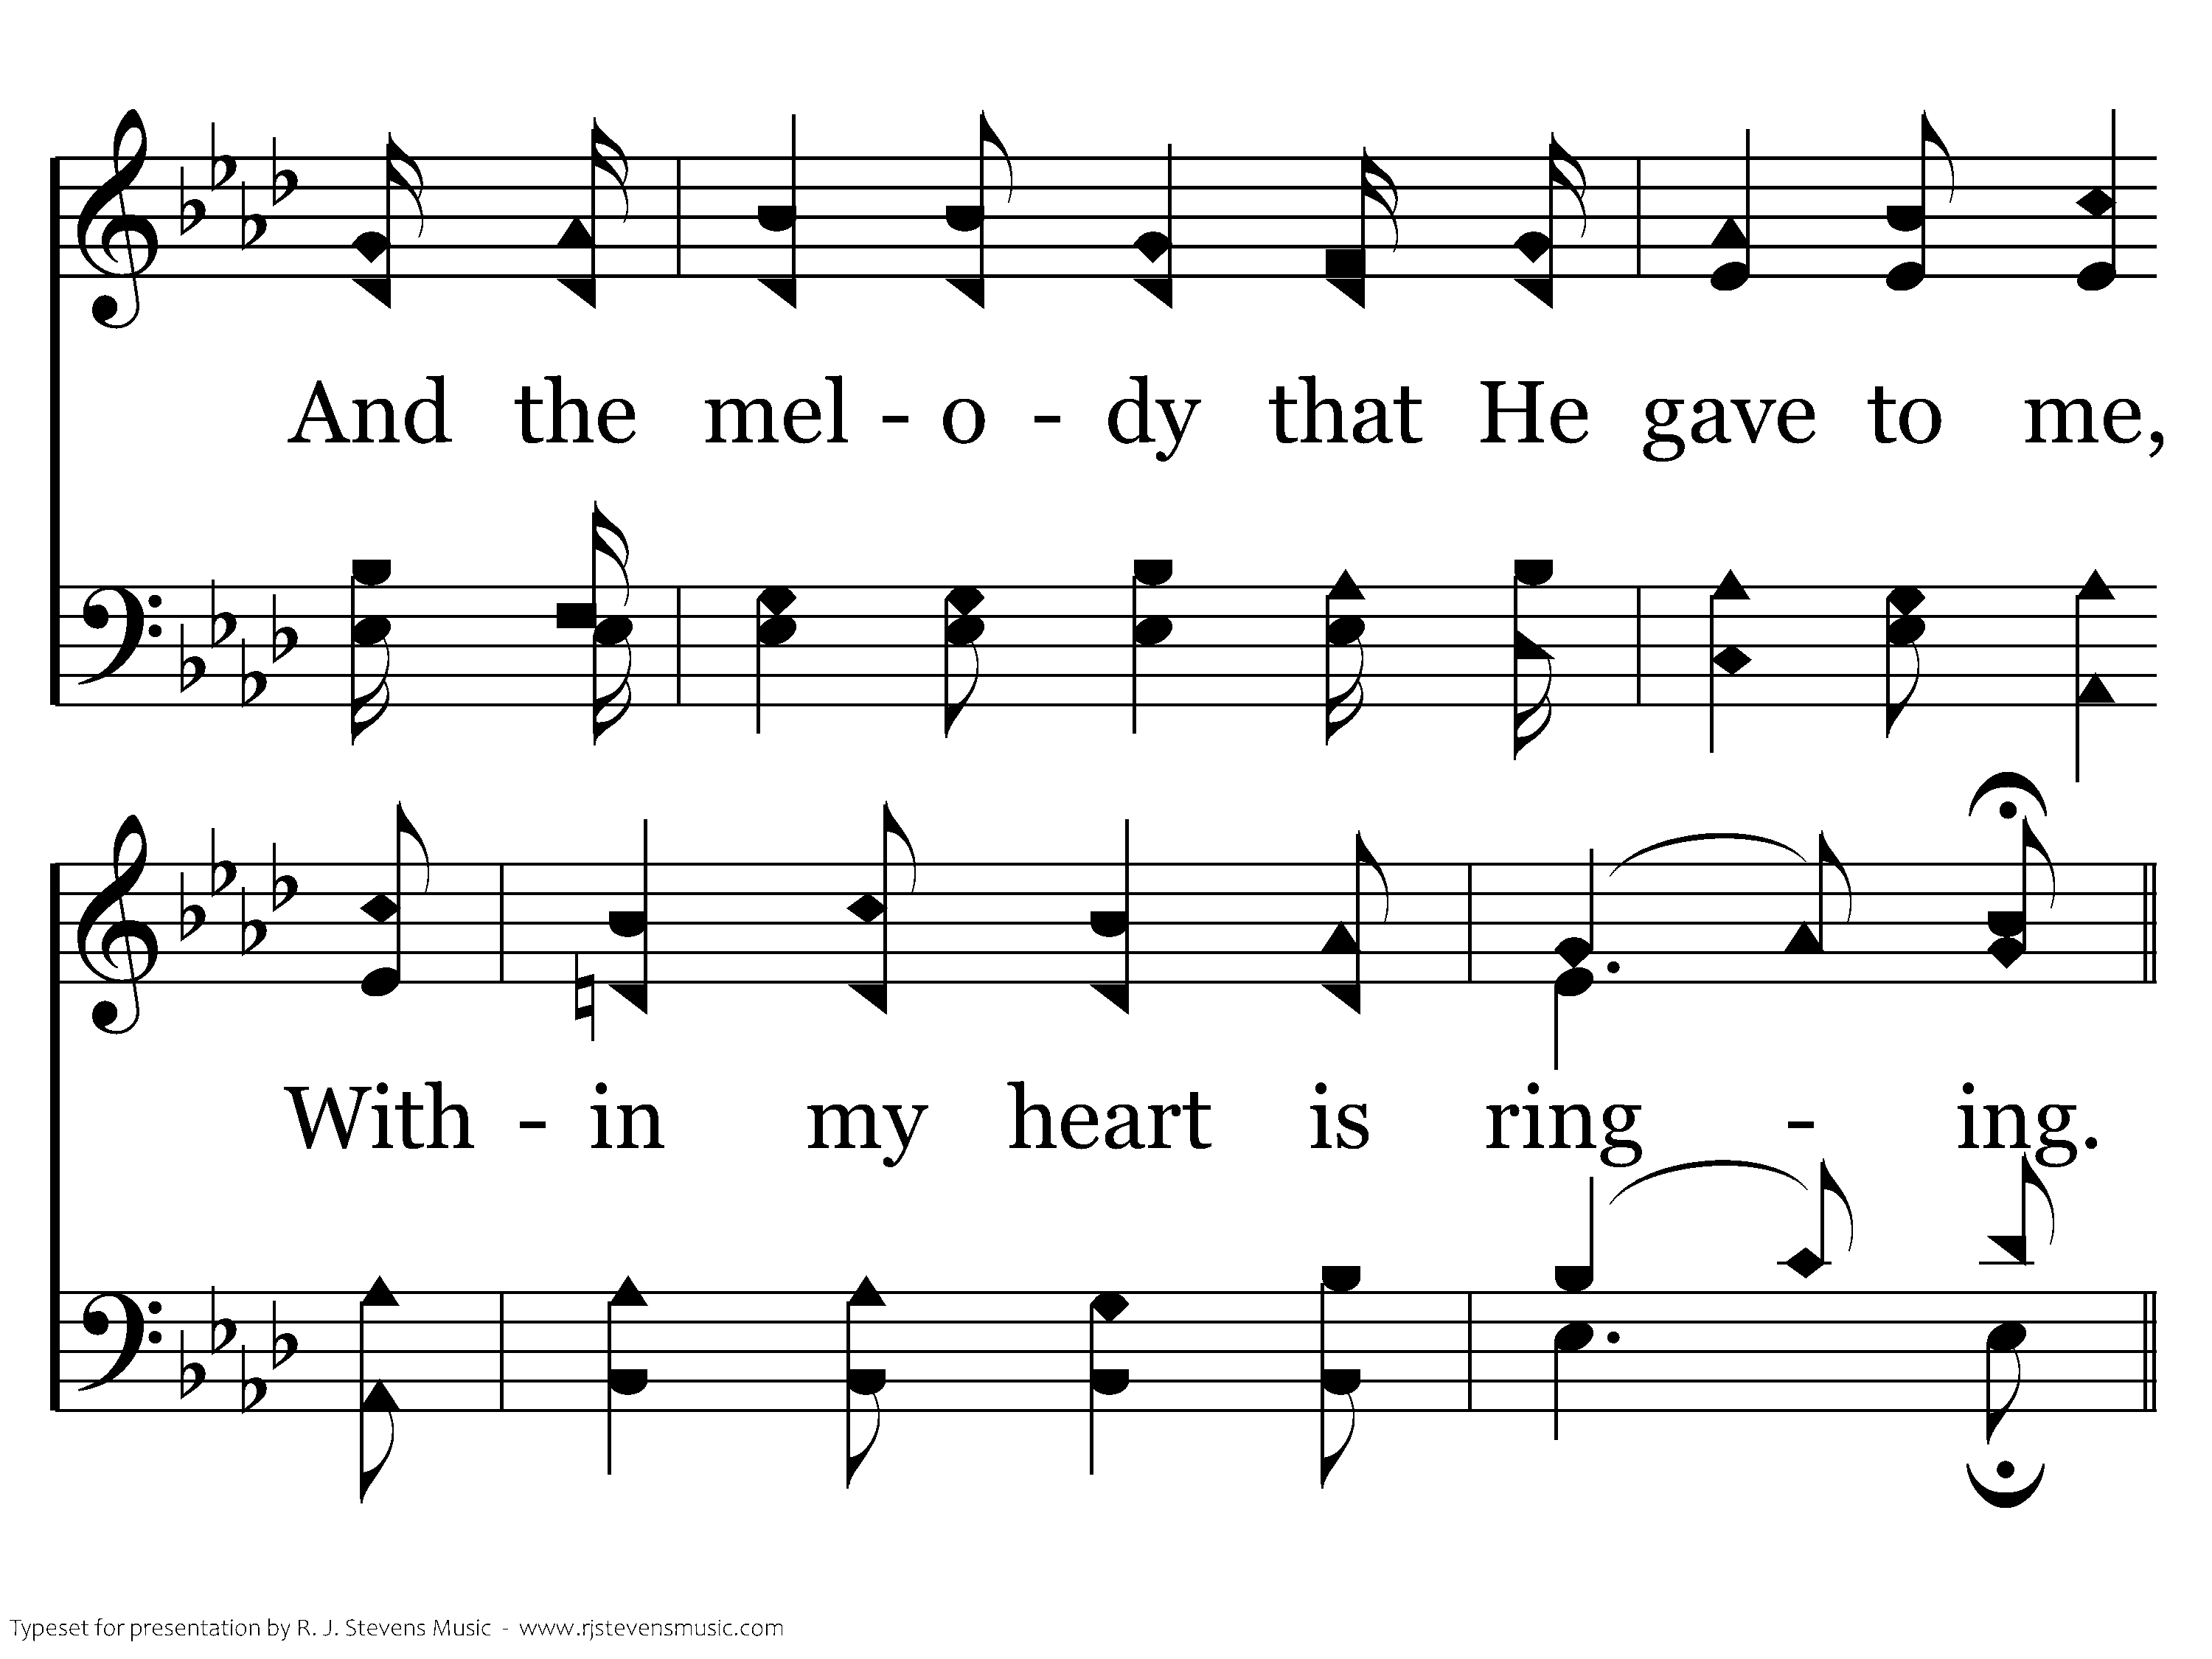 And the mel - o - dy that He gave to me,
With - in my heart is ring - ing.
Typeset for presentation by R. J. Stevens Music - www.rjstevensmusic.com